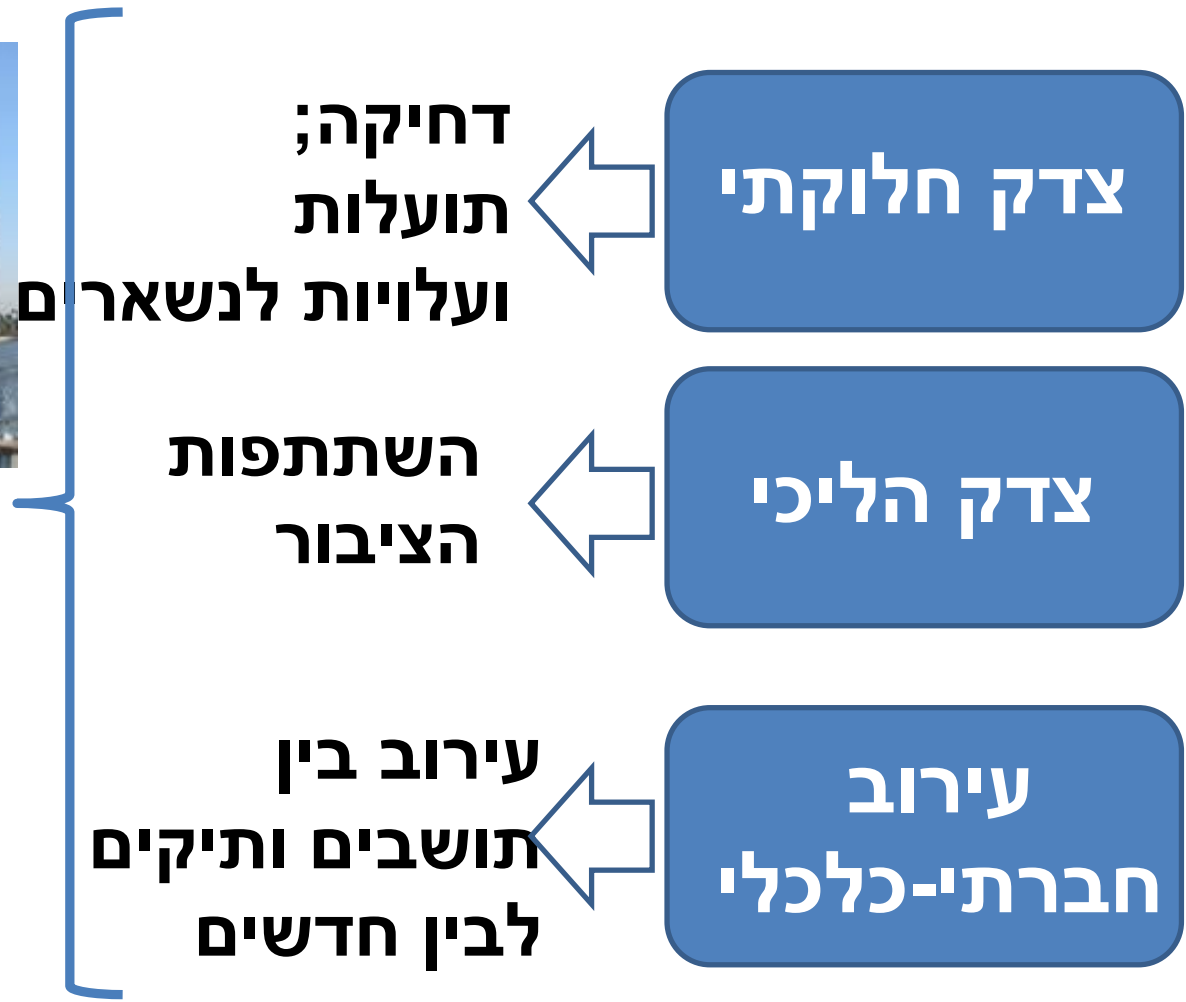 צדק חלוקתי
דחיקה;
תועלות
ועלויות לנשארים
צדק הליכי
השתתפות
הציבור
עירוב
חברתי-כלכלי
עירוב בין
תושבים ותיקים
לבין חדשים